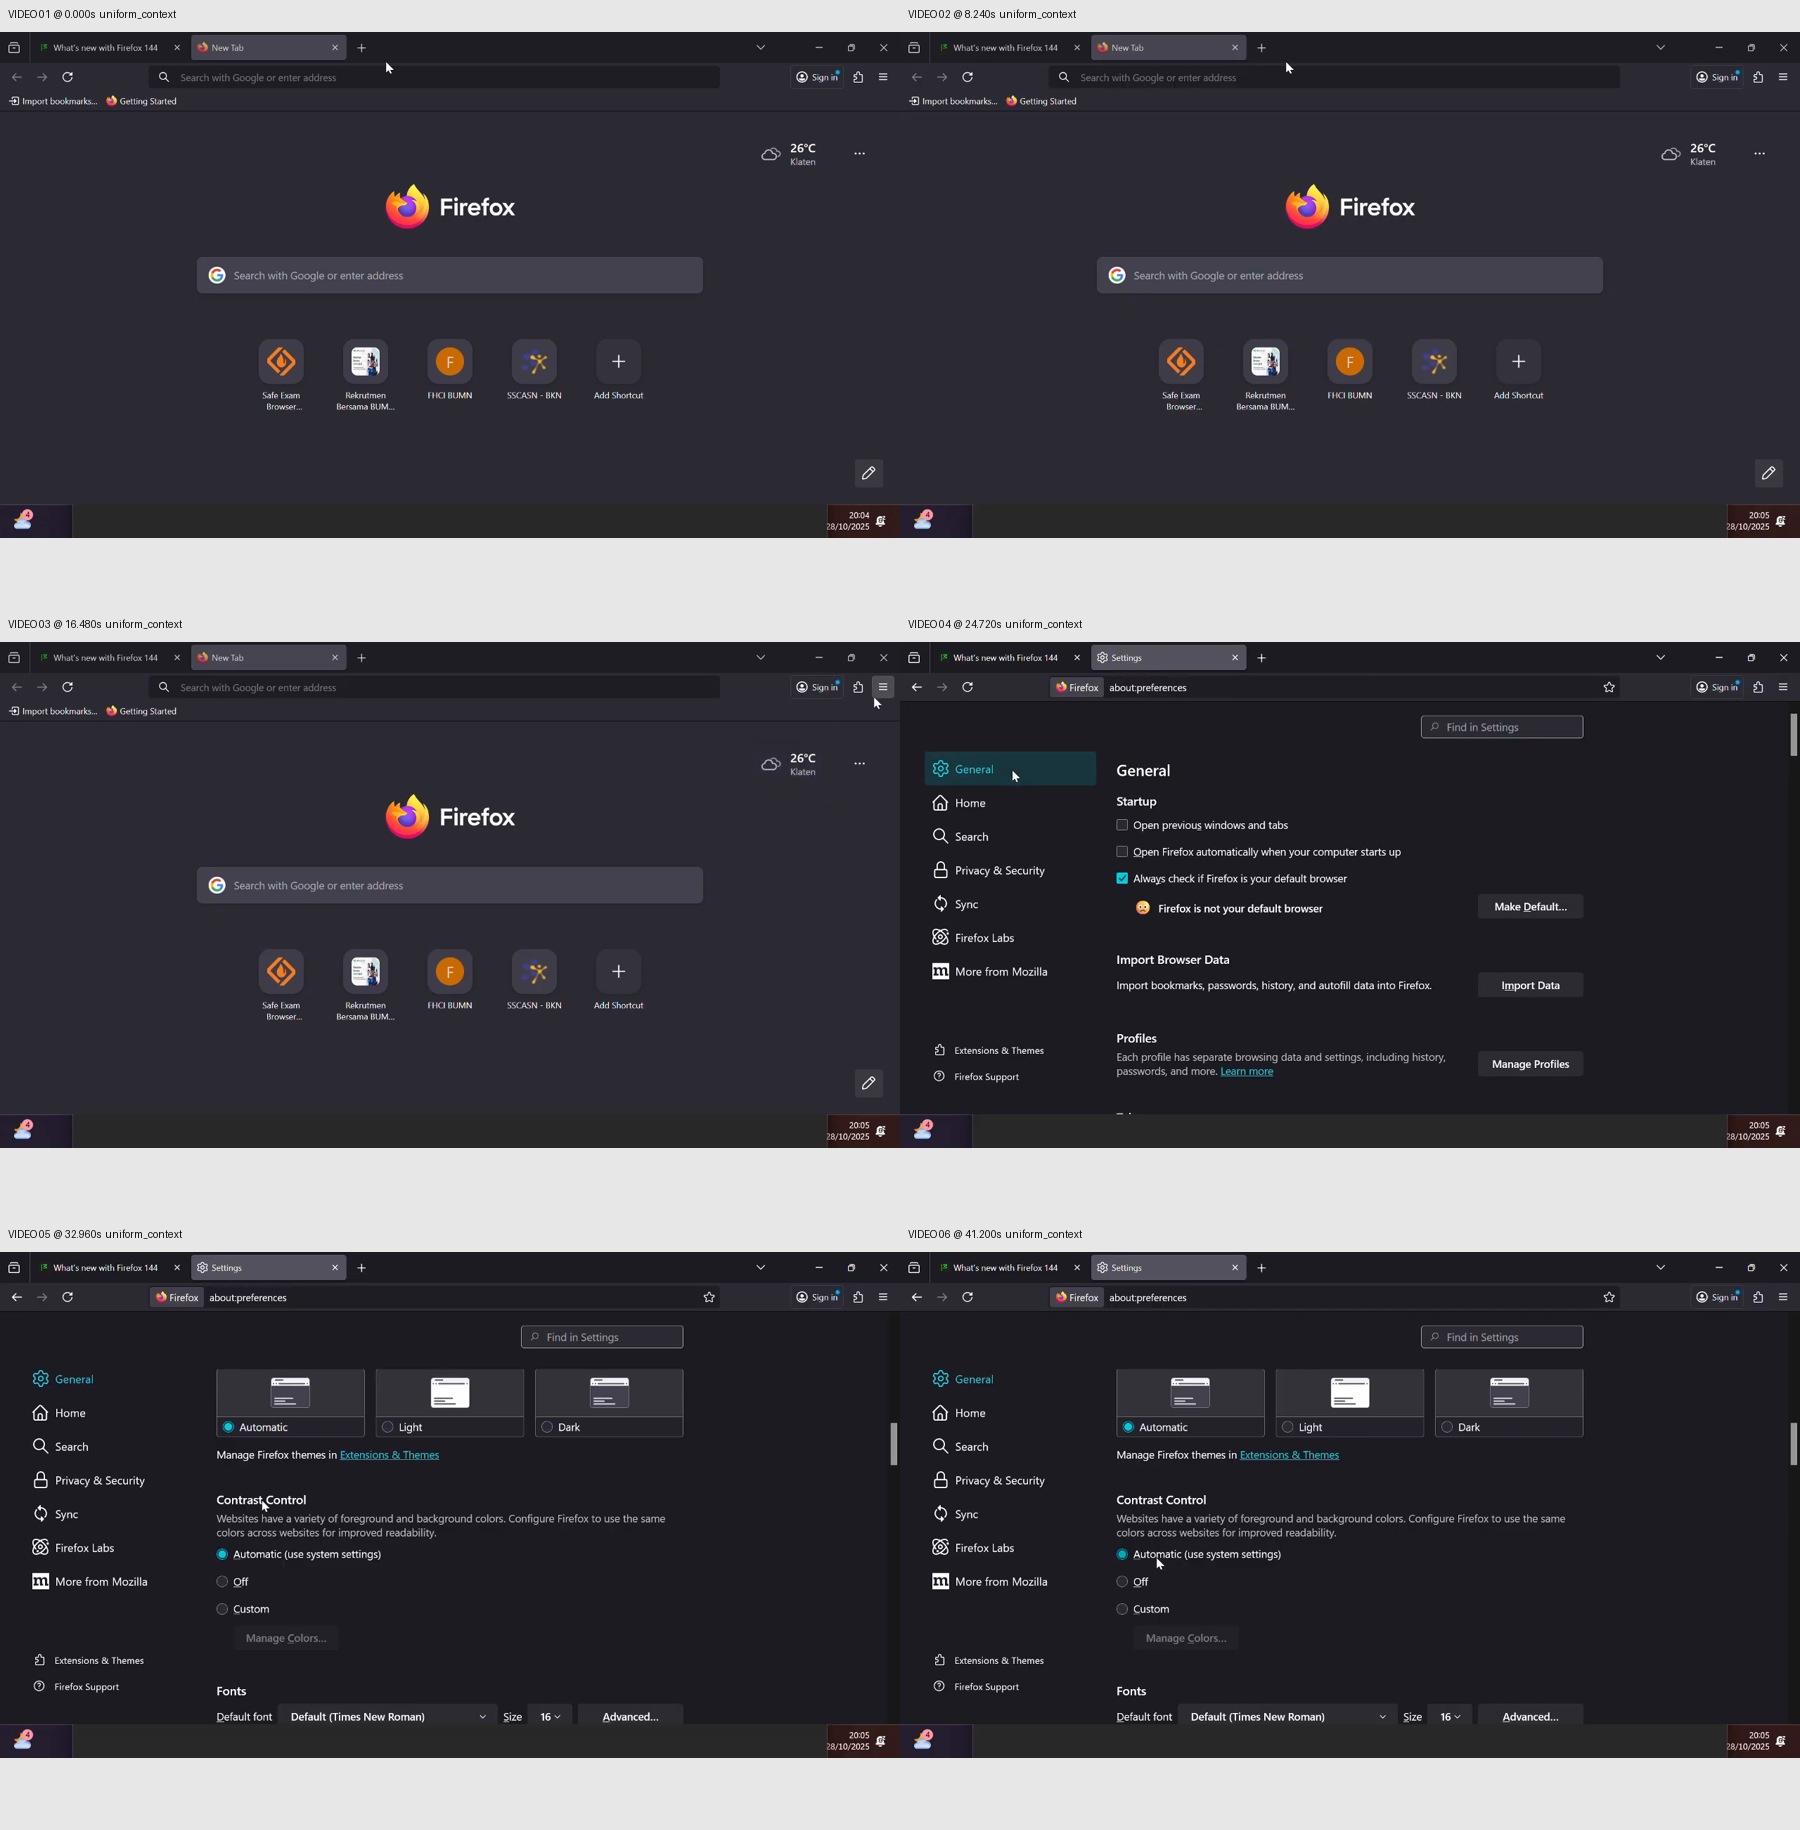 VIDEO01 @ 0.000s uniform_context
What's new with Firefox 144
New Tab
Search with Google or enter address
Sign in
Import bookmarks...
Getting Started
26°C
Klaten
Firefox
Search with Google or enter address
F
Safe Exam Browser...
Rekrutmen Bersama BUM...
FHCI BUMN
SSCASN - BKN
Add Shortcut
4
20:04
28/10/2025
VIDEO02 @ 8.240s uniform_context
What's new with Firefox 144
New Tab
Search with Google or enter address
Sign in
Import bookmarks...
Getting Started
26°C
Klaten
Firefox
Search with Google or enter address
F
Safe Exam Browser...
Rekrutmen Bersama BUM...
FHCI BUMN
SSCASN - BKN
Add Shortcut
4
20:05
28/10/2025
VIDEO03 @ 16.480s uniform_context
What's new with Firefox 144
New Tab
Search with Google or enter address
Sign in
Import bookmarks...
Getting Started
26°C
Klaten
Firefox
Search with Google or enter address
F
Safe Exam Browser...
Rekrutmen Bersama BUM...
FHCI BUMN
SSCASN - BKN
Add Shortcut
4
20:05
28/10/2025
VIDEO04 @ 24.720s uniform_context
What's new with Firefox 144
Settings
Firefox
about:preferences
Sign in
Find in Settings
General
Home
Search
Privacy & Security
Sync
Firefox Labs
More from Mozilla
Extensions & Themes
Firefox Support
General
Startup
Open previous windows and tabs
Open Firefox automatically when your computer starts up
Always check if Firefox is your default browser
Firefox is not your default browser
Make Default...
Import Browser Data
Import bookmarks, passwords, history, and autofill data into Firefox.
Import Data
Profiles
Each profile has separate browsing data and settings, including history,
passwords, and more. Learn more
Manage Profiles
4
20:05
28/10/2025
VIDEO05 @ 32.960s uniform_context
What's new with Firefox 144
Settings
Firefox
about:preferences
Sign in
Find in Settings
General
Home
Search
Privacy & Security
Sync
Firefox Labs
More from Mozilla
Extensions & Themes
Firefox Support
Automatic
Light
Dark
Manage Firefox themes in Extensions & Themes
Contrast Control
Websites have a variety of foreground and background colors. Configure Firefox to use the same
colors across websites for improved readability.
Automatic (use system settings)
Off
Custom
Manage Colors...
Fonts
Default font
Default (Times New Roman)
Size
16
Advanced...
4
20:05
28/10/2025
VIDEO06 @ 41.200s uniform_context
What's new with Firefox 144
Settings
Firefox
about:preferences
Sign in
Find in Settings
General
Home
Search
Privacy & Security
Sync
Firefox Labs
More from Mozilla
Extensions & Themes
Firefox Support
Automatic
Light
Dark
Manage Firefox themes in Extensions & Themes
Contrast Control
Websites have a variety of foreground and background colors. Configure Firefox to use the same
colors across websites for improved readability.
Automatic (use system settings)
Off
Custom
Manage Colors...
Fonts
Default font
Default (Times New Roman)
Size
16
Advanced...
4
20:05
28/10/2025